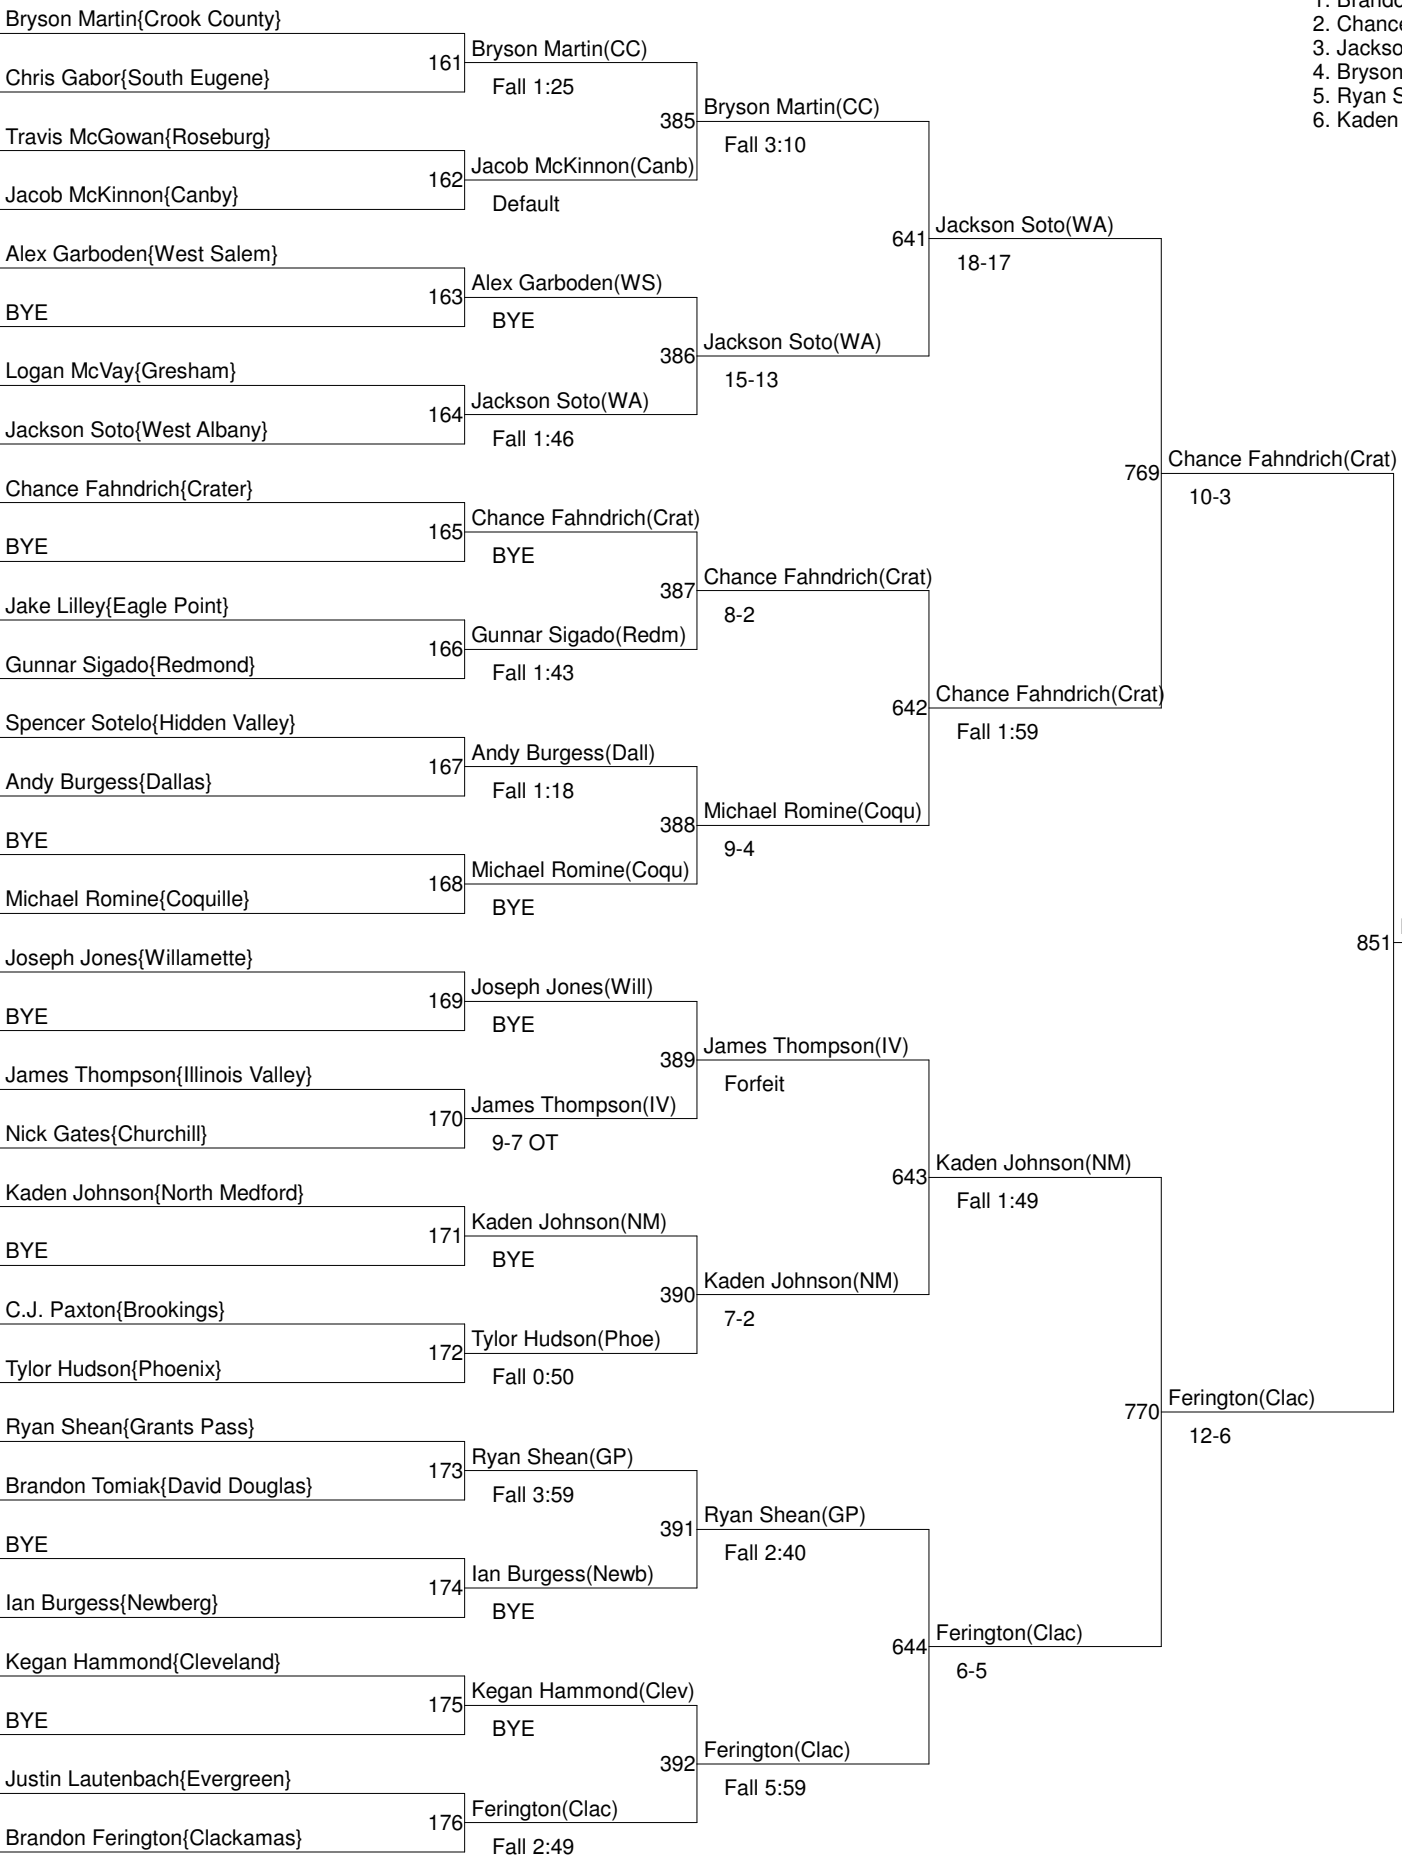 1. Brando
2. Chance
3. Jackso
4. Bryson
5. Ryan S
6. Kaden
Bryson Martin{Crook County}
Chris Gabor{South Eugene}
Travis McGowan{Roseburg}
Jacob McKinnon{Canby}
Alex Garboden{West Salem}
BYE
Logan McVay{Gresham}
Jackson Soto{West Albany}
Chance Fahndrich{Crater}
BYE
Jake Lilley{Eagle Point}
Gunnar Sigado{Redmond}
Spencer Sotelo{Hidden Valley}
Andy Burgess{Dallas}
BYE
Michael Romine{Coquille}
Joseph Jones{Willamette}
BYE
James Thompson{Illinois Valley}
Nick Gates{Churchill}
Kaden Johnson{North Medford}
BYE
C.J. Paxton{Brookings}
Tylor Hudson{Phoenix}
Ryan Shean{Grants Pass}
Brandon Tomiak{David Douglas}
BYE
Ian Burgess{Newberg}
Kegan Hammond{Cleveland}
BYE
Justin Lautenbach{Evergreen}
Brandon Ferington{Clackamas}
161 Bryson Martin(CC)
Fall 1:25
162 Jacob McKinnon(Canb)
Default
163 Alex Garboden(WS)
BYE
164 Jackson Soto(WA)
Fall 1:46
165 Chance Fahndrich(Crat)
BYE
166 Gunnar Sigado(Redm)
Fall 1:43
167 Andy Burgess(Dall)
Fall 1:18
168 Michael Romine(Coqu)
BYE
169 Joseph Jones(Will)
BYE
170 James Thompson(IV)
9-7 OT
171 Kaden Johnson(NM)
BYE
172 Tylor Hudson(Phoe)
Fall 0:50
173 Ryan Shean(GP)
Fall 3:59
174 Ian Burgess(Newb)
BYE
175 Kegan Hammond(Clev)
BYE
176 Ferington(Clac)
Fall 2:49
385 Bryson Martin(CC)
Fall 3:10
386 Jackson Soto(WA)
15-13
387 Chance Fahndrich(Crat)
8-2
388 Michael Romine(Coqu)
9-4
389 James Thompson(IV)
Forfeit
390 Kaden Johnson(NM)
7-2
391 Ryan Shean(GP)
Fall 2:40
392 Ferington(Clac)
Fall 5:59
641 Jackson Soto(WA)
18-17
642 Chance Fahndrich(Crat)
Fall 1:59
643 Kaden Johnson(NM)
Fall 1:49
644 Ferington(Clac)
6-5
769 Chance Fahndrich(Crat)
10-3
770 Ferington(Clac)
12-6
851